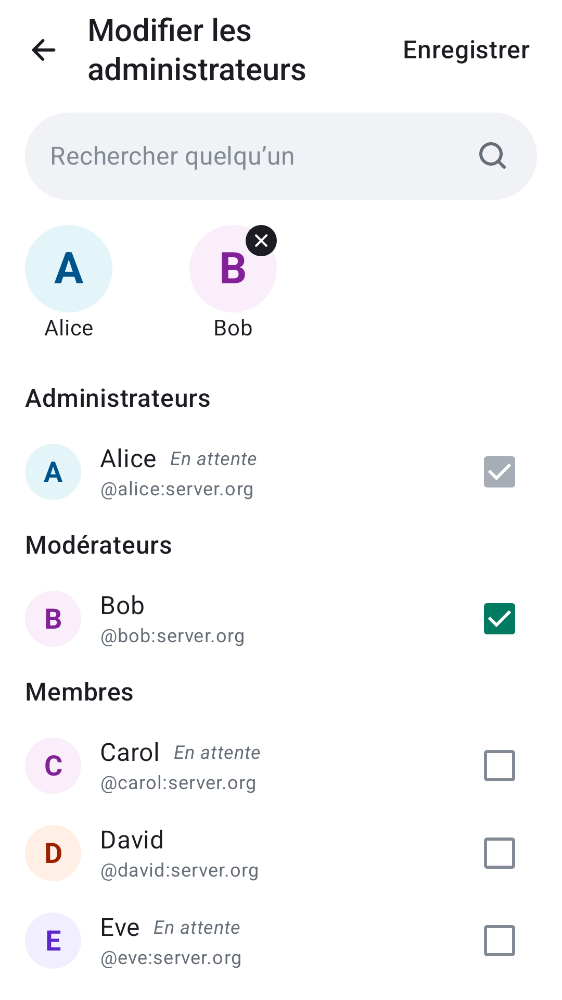 Modifier les
administrateurs
Enregistrer
Rechercher quelqu’un
A
B
Alice
Bob
Administrateurs
A
Alice En attente
@alice:server.org
Modérateurs
B
Bob
@bob:server.org
Membres
C
Carol En attente
@carol:server.org
D
David
@david:server.org
E
Eve En attente
@eve:server.org